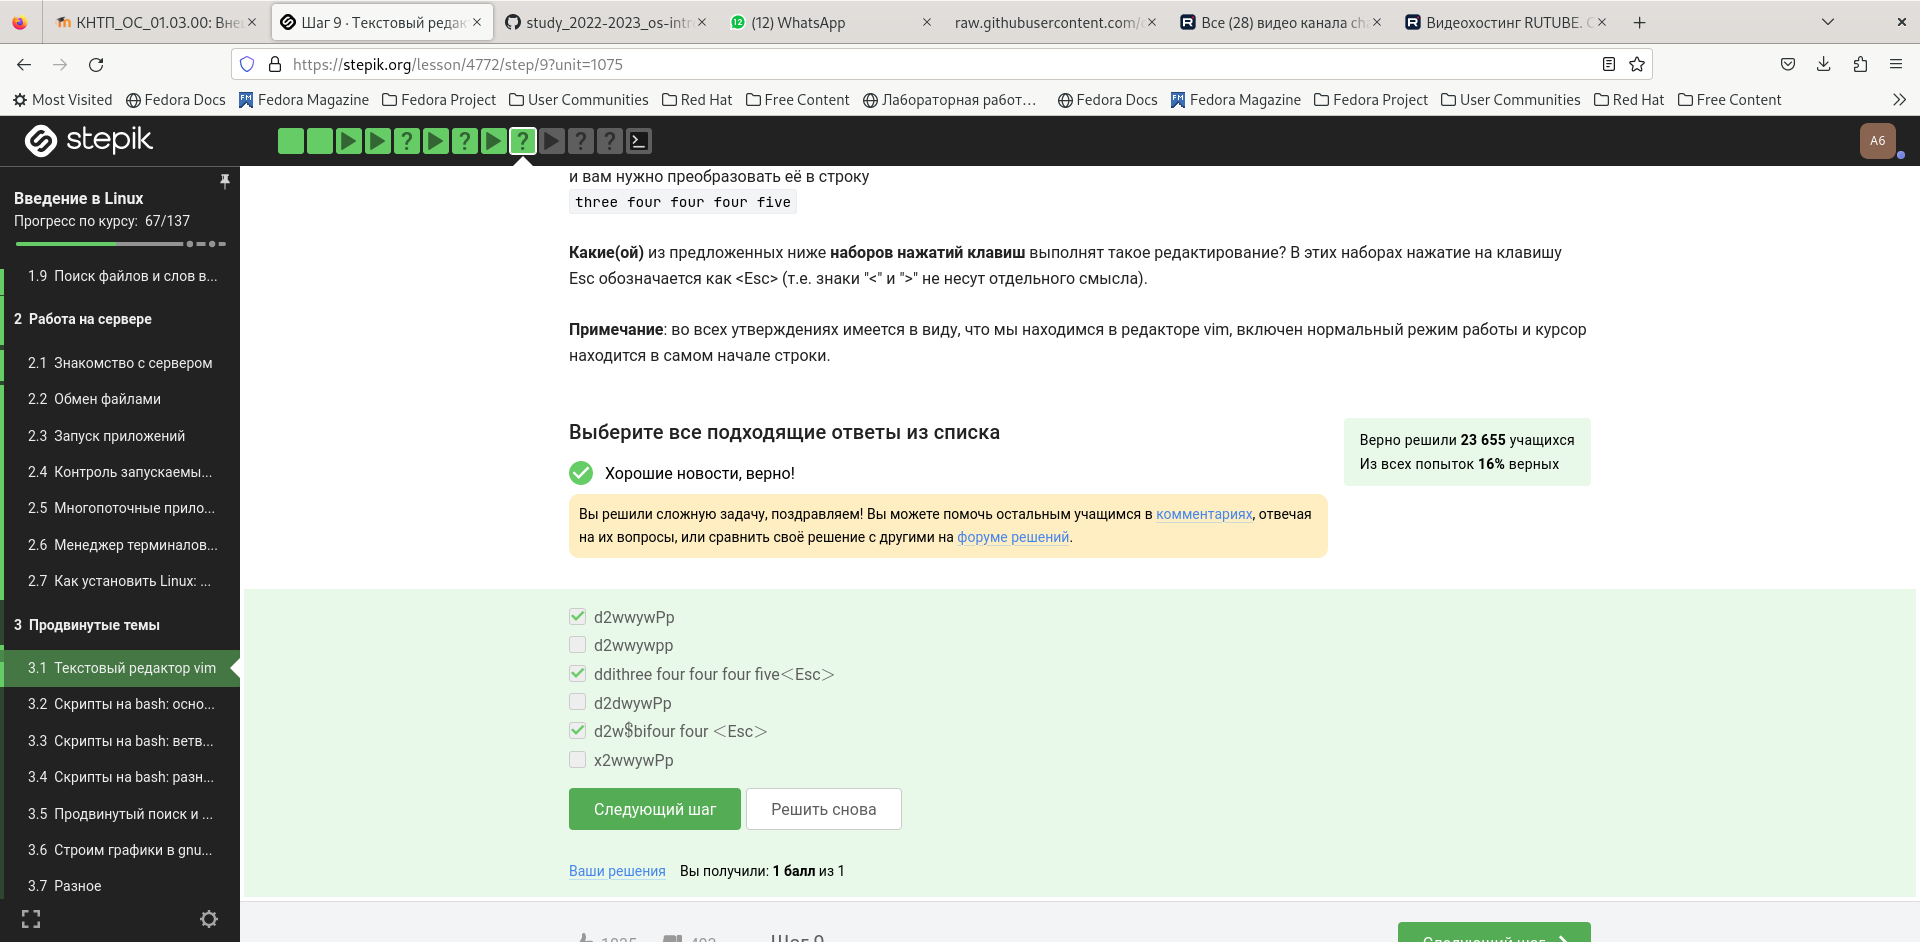 КНТП_ОС_01.03.00: Вне
Шаг 9 · Текстовый редак
study_2022-2023_os-intr
(12) WhatsApp
raw.githubusercontent.com/
Все (28) видео канала ch
Видеохостинг RUTUBE. С
https://stepik.org/lesson/4772/step/9?unit=1075
Most Visited Fedora Docs Fedora Magazine Fedora Project User Communities Red Hat Free Content Лабораторная работ… Fedora Docs Fedora Magazine Fedora Project User Communities Red Hat Free Content
stepik
A6
Введение в Linux
Прогресс по курсу: 67/137
1.9 Поиск файлов и слов в...
2 Работа на сервере
2.1 Знакомство с сервером
2.2 Обмен файлами
2.3 Запуск приложений
2.4 Контроль запускаемы...
2.5 Многопоточные прило...
2.6 Менеджер терминалов...
2.7 Как установить Linux: ...
3 Продвинутые темы
3.1 Текстовый редактор vim
3.2 Скрипты на bash: осно...
3.3 Скрипты на bash: ветв...
3.4 Скрипты на bash: разн...
3.5 Продвинутый поиск и ...
3.6 Строим графики в gnu...
3.7 Разное
и вам нужно преобразовать её в строку
three four four four five
Какие(ой) из предложенных ниже наборов нажатий клавиш выполнят такое редактирование? В этих наборах нажатие на клавишу
Esc обозначается как <Esc> (т.е. знаки "<" и ">" не несут отдельного смысла).
Примечание: во всех утверждениях имеется в виду, что мы находимся в редакторе vim, включен нормальный режим работы и курсор
находится в самом начале строки.
Выберите все подходящие ответы из списка
Верно решили 23 655 учащихся
Из всех попыток 16% верных
Хорошие новости, верно!
Вы решили сложную задачу, поздравляем! Вы можете помочь остальным учащимся в комментариях, отвечая
на их вопросы, или сравнить своё решение с другими на форуме решений.
d2wwywPp
d2wwywpp
ddithree four four four five<Esc>
d2dwywPp
d2w$bifour four <Esc>
x2wwywPp
Следующий шаг
Решить снова
Ваши решения Вы получили: 1 балл из 1
Шаг 9
Следующий шаг